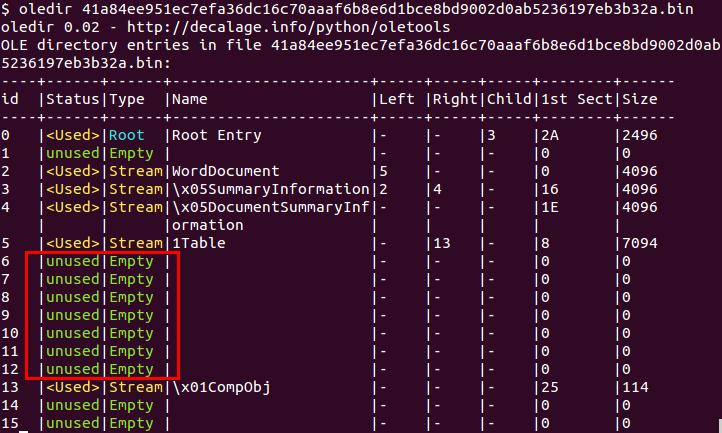 $ oledir 41a84ee951ec7efa36dc16c70aaaf6b8e6d1bce8bd9002d0ab5236197eb3b32a.bin
oledir 0.02 - http://decalage.info/python/oletools
OLE directory entries in file 41a84ee951ec7efa36dc16c70aaaf6b8e6d1bce8bd9002d0ab
5236197eb3b32a.bin:
----+------+-------+--------------------+-----+-----+-----+--------+------
id  |Status|Type   |Name                |Left |Right|Child|1st Sect|Size
----+------+-------+--------------------+-----+-----+-----+--------+------
0   |<Used>|Root   |Root Entry          |-    |-    |3    |2A      |2496
1   |unused|Empty  |                    |-    |-    |-    |0       |0
2   |<Used>|Stream |WordDocument        |5    |-    |-    |0       |4096
3   |<Used>|Stream |\x05SummaryInformation|2    |4    |-    |16      |4096
4   |<Used>|Stream |\x05DocumentSummaryInf|-    |-    |-    |1E      |4096
    |      |       |ormation            |     |     |     |        |
5   |<Used>|Stream |1Table              |-    |13   |-    |8       |7094
6   |unused|Empty  |                    |-    |-    |-    |0       |0
7   |unused|Empty  |                    |-    |-    |-    |0       |0
8   |unused|Empty  |                    |-    |-    |-    |0       |0
9   |unused|Empty  |                    |-    |-    |-    |0       |0
10  |unused|Empty  |                    |-    |-    |-    |0       |0
11  |unused|Empty  |                    |-    |-    |-    |0       |0
12  |unused|Empty  |                    |-    |-    |-    |0       |0
13  |<Used>|Stream |\x01CompObj         |-    |-    |-    |25      |114
14  |unused|Empty  |                    |-    |-    |-    |0       |0
15  |unused|Empty  |                    |-    |-    |-    |0       |0